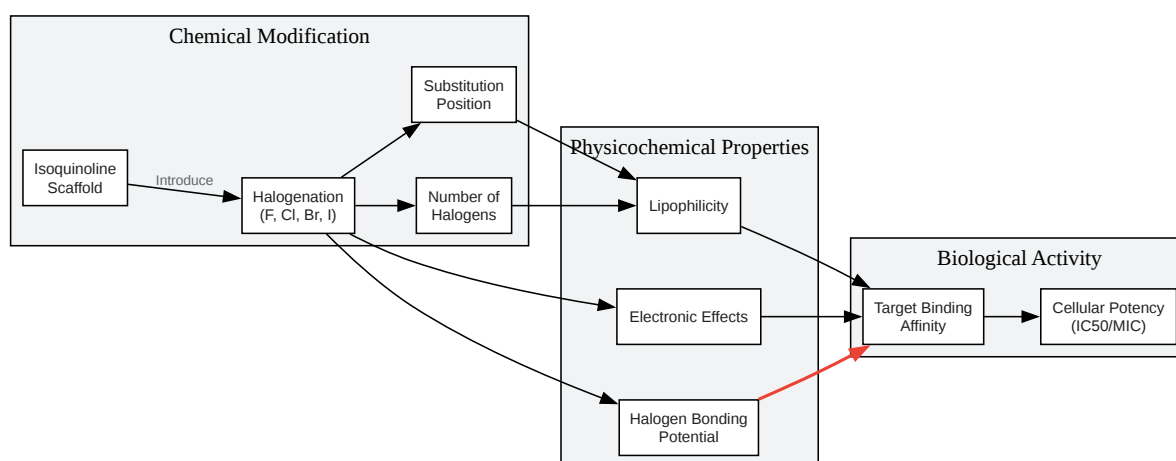 Chemical Modification
Isoquinoline
Scaffold
Introduce
Halogenation
(F, Cl, Br, I)
Substitution
Position
Number of
Halogens
Physicochemical Properties
Lipophilicity
Electronic Effects
Halogen Bonding
Potential
Biological Activity
Target Binding
Affinity
Cellular Potency
(IC50/MIC)